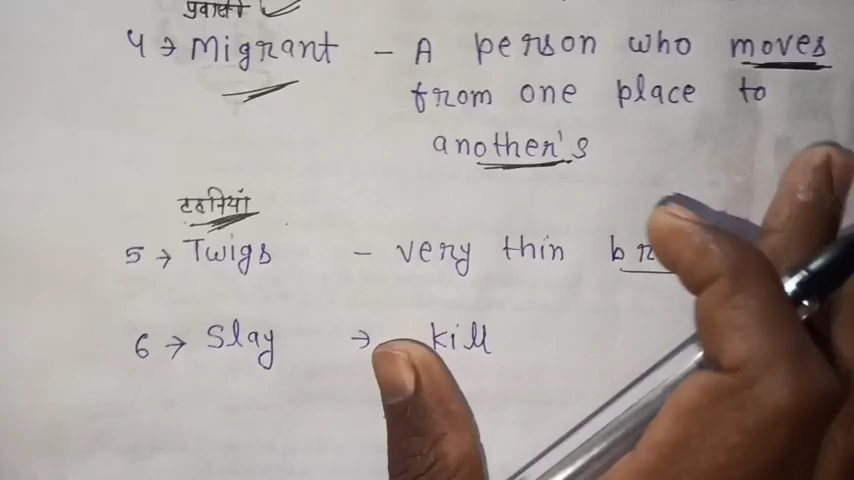 प्रवासी
4 → Migrant - A person who moves
from one place to
another's
टहनियां
5 → Twigs - very thin
6 → Slay → kill